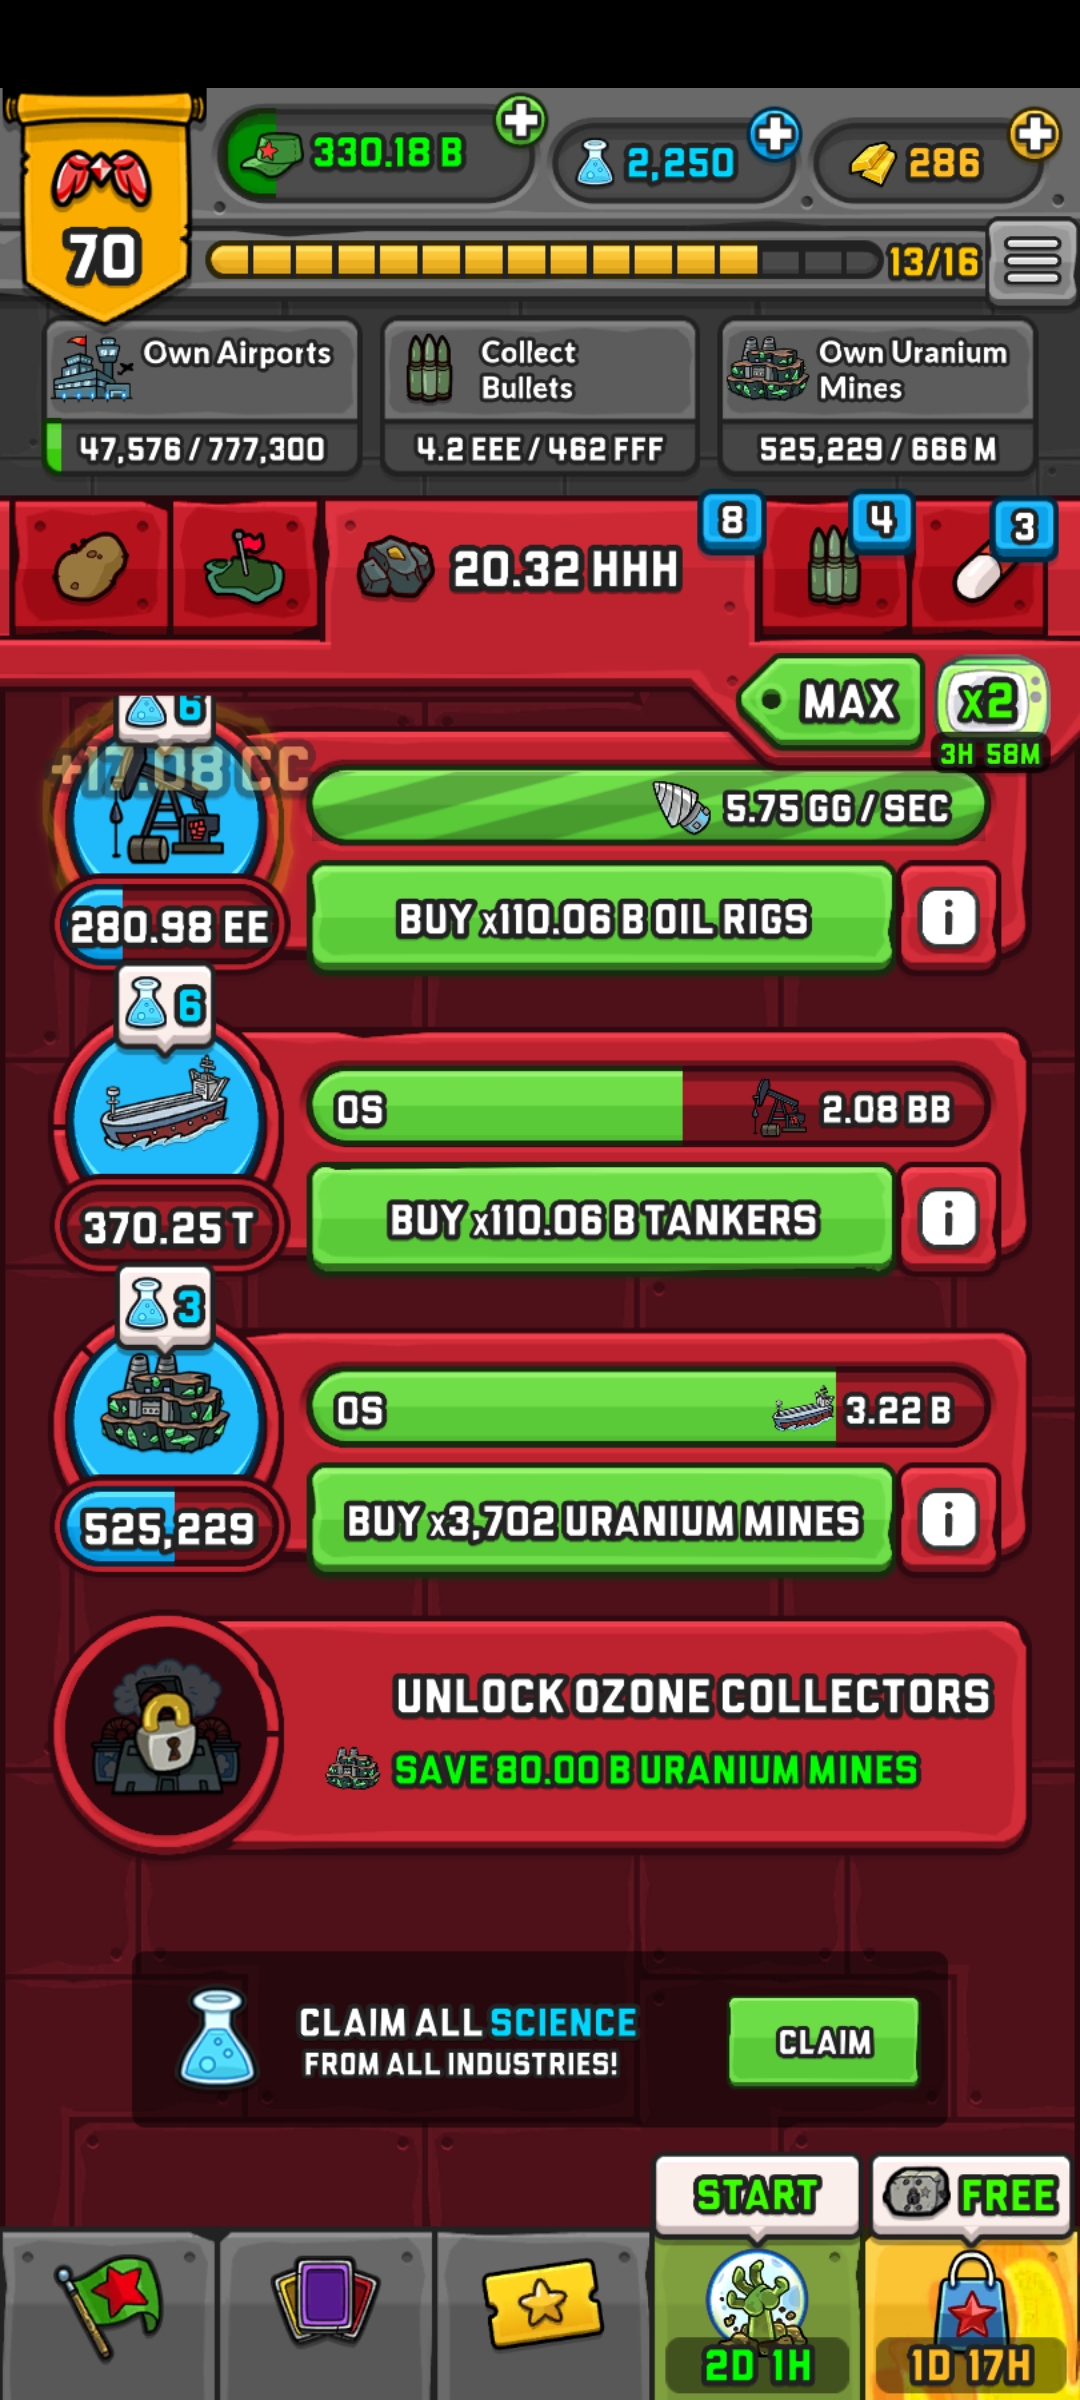 330.18 B
2,250
286
70
13/16
Own Airports
47,576 / 777,300
Collect
Bullets
4.2 EEE / 462 FFF
Own Uranium
Mines
525,229 / 666 M
20.32 HHH
8
4
3
MAX
x2
3H 58M
6
+17.08 CC
5.75 GG / SEC
280.98 EE
BUY x110.06 B OIL RIGS
i
6
0S
2.08 BB
370.25 T
BUY x110.06 B TANKERS
i
3
0S
3.22 B
525,229
BUY x3,702 URANIUM MINES
i
UNLOCK OZONE COLLECTORS
SAVE 80.00 B URANIUM MINES
CLAIM ALL SCIENCE
FROM ALL INDUSTRIES!
CLAIM
START
FREE
2D 1H
1D 17H